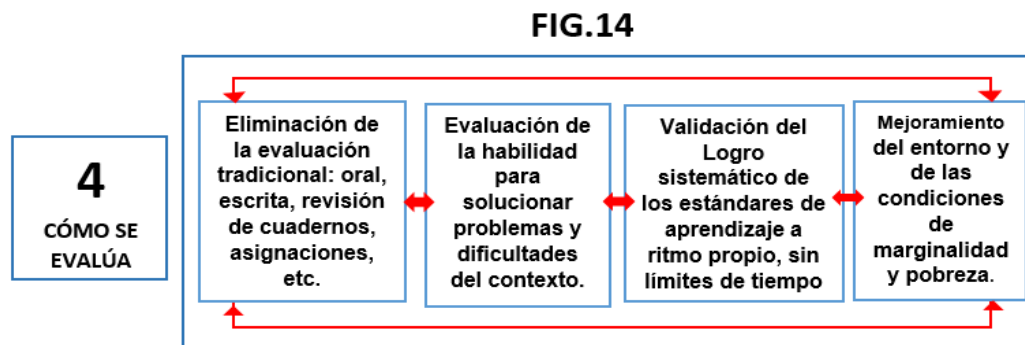 FIG.14
4
CÓMO SE
EVALÚA
Eliminación de
la evaluación
tradicional: oral,
escrita, revisión
de cuadernos,
asignaciones,
etc.
Evaluación de
la habilidad
para
solucionar
problemas y
dificultades
del contexto.
Validación del
Logro
sistemático de
los estándares de
aprendizaje a
ritmo propio, sin
límites de tiempo
Mejoramiento
del entorno y
de las
condiciones
de
marginalidad
y pobreza.